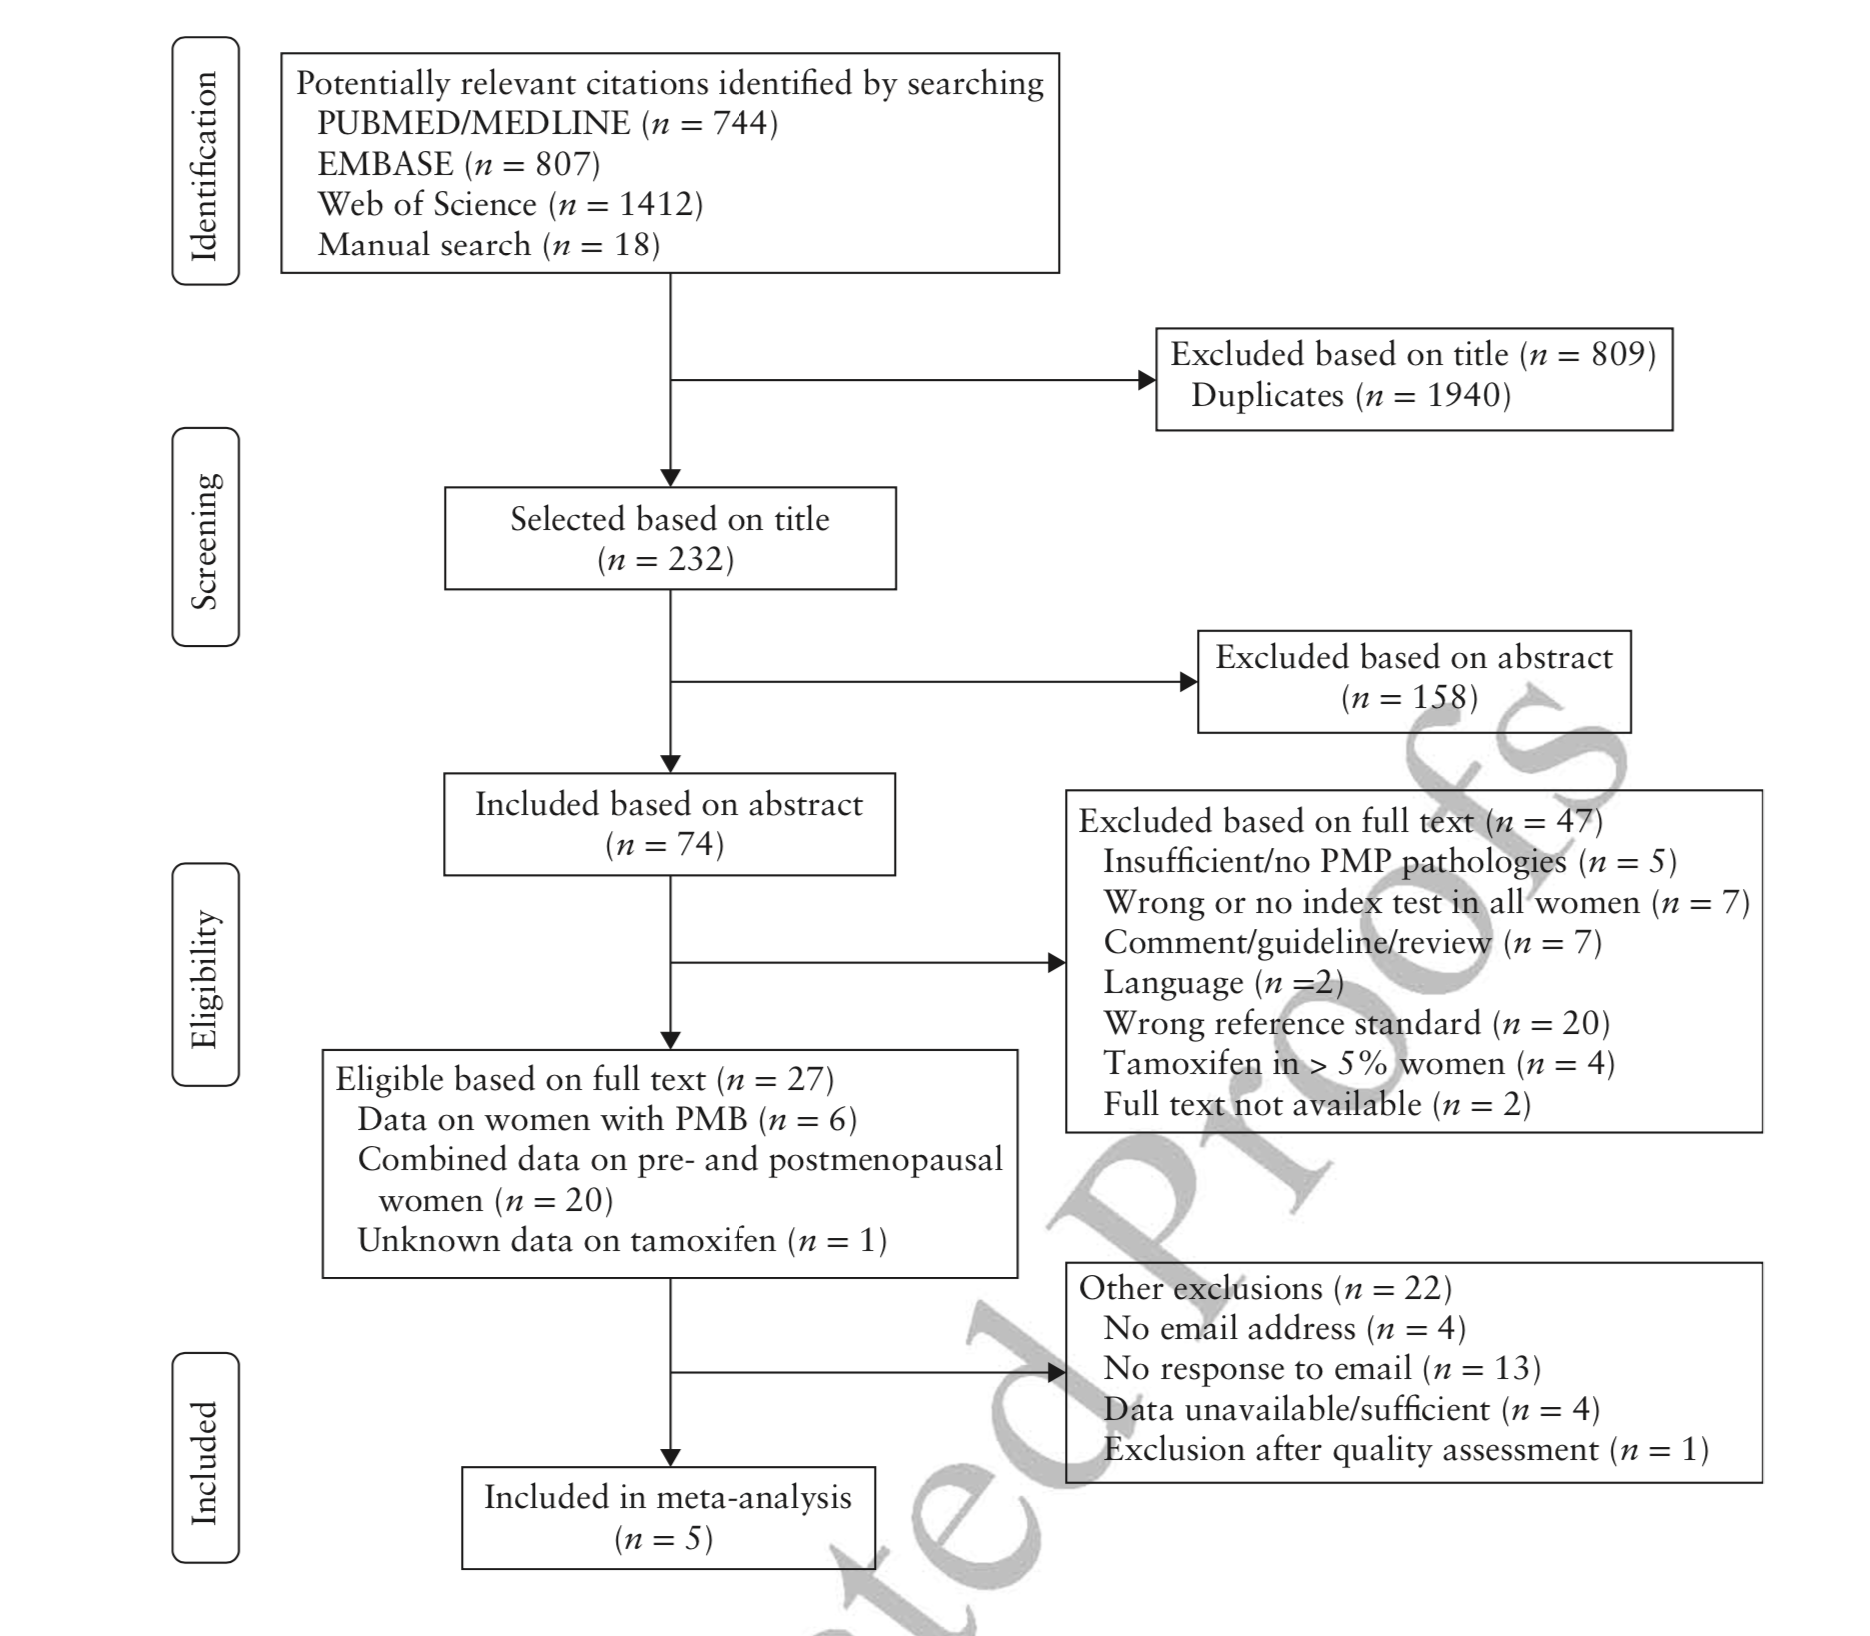 Identification
Potentially relevant citations identified by searching
PUBMED/MEDLINE (n = 744)
EMBASE (n = 807)
Web of Science (n = 1412)
Manual search (n = 18)
Excluded based on title (n = 809)
Duplicates (n = 1940)
Screening
Selected based on title
(n = 232)
Excluded based on abstract
(n = 158)
Included based on abstract
(n = 74)
Eligibility
Excluded based on full text (n = 47)
Insufficient/no PMP pathologies (n = 5)
Wrong or no index test in all women (n = 7)
Comment/guideline/review (n = 7)
Language (n =2)
Wrong reference standard (n = 20)
Tamoxifen in > 5% women (n = 4)
Full text not available (n = 2)
Eligible based on full text (n = 27)
Data on women with PMB (n = 6)
Combined data on pre- and postmenopausal
women (n = 20)
Unknown data on tamoxifen (n = 1)
Other exclusions (n = 22)
No email address (n = 4)
No response to email (n = 13)
Data unavailable/sufficient (n = 4)
Exclusion after quality assessment (n = 1)
Included
Included in meta-analysis
(n = 5)
Proofs